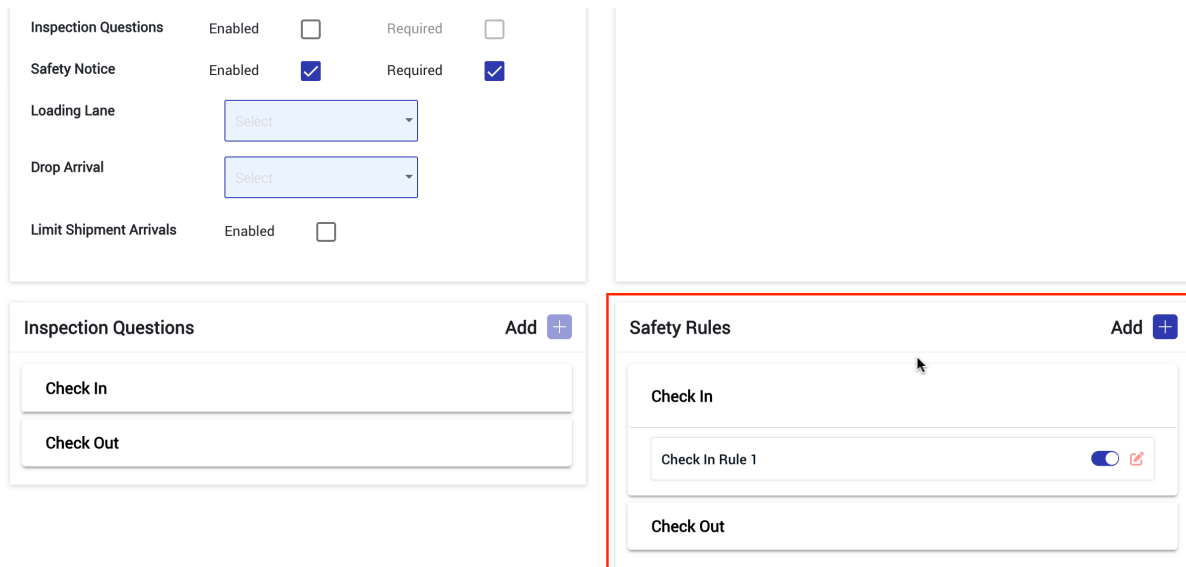 Inspection Questions Enabled Required
Safety Notice Enabled Required
Loading Lane Select
Drop Arrival Select
Limit Shipment Arrivals Enabled
Inspection Questions Add
Check In
Check Out
Safety Rules Add
Check In
Check In Rule 1
Check Out